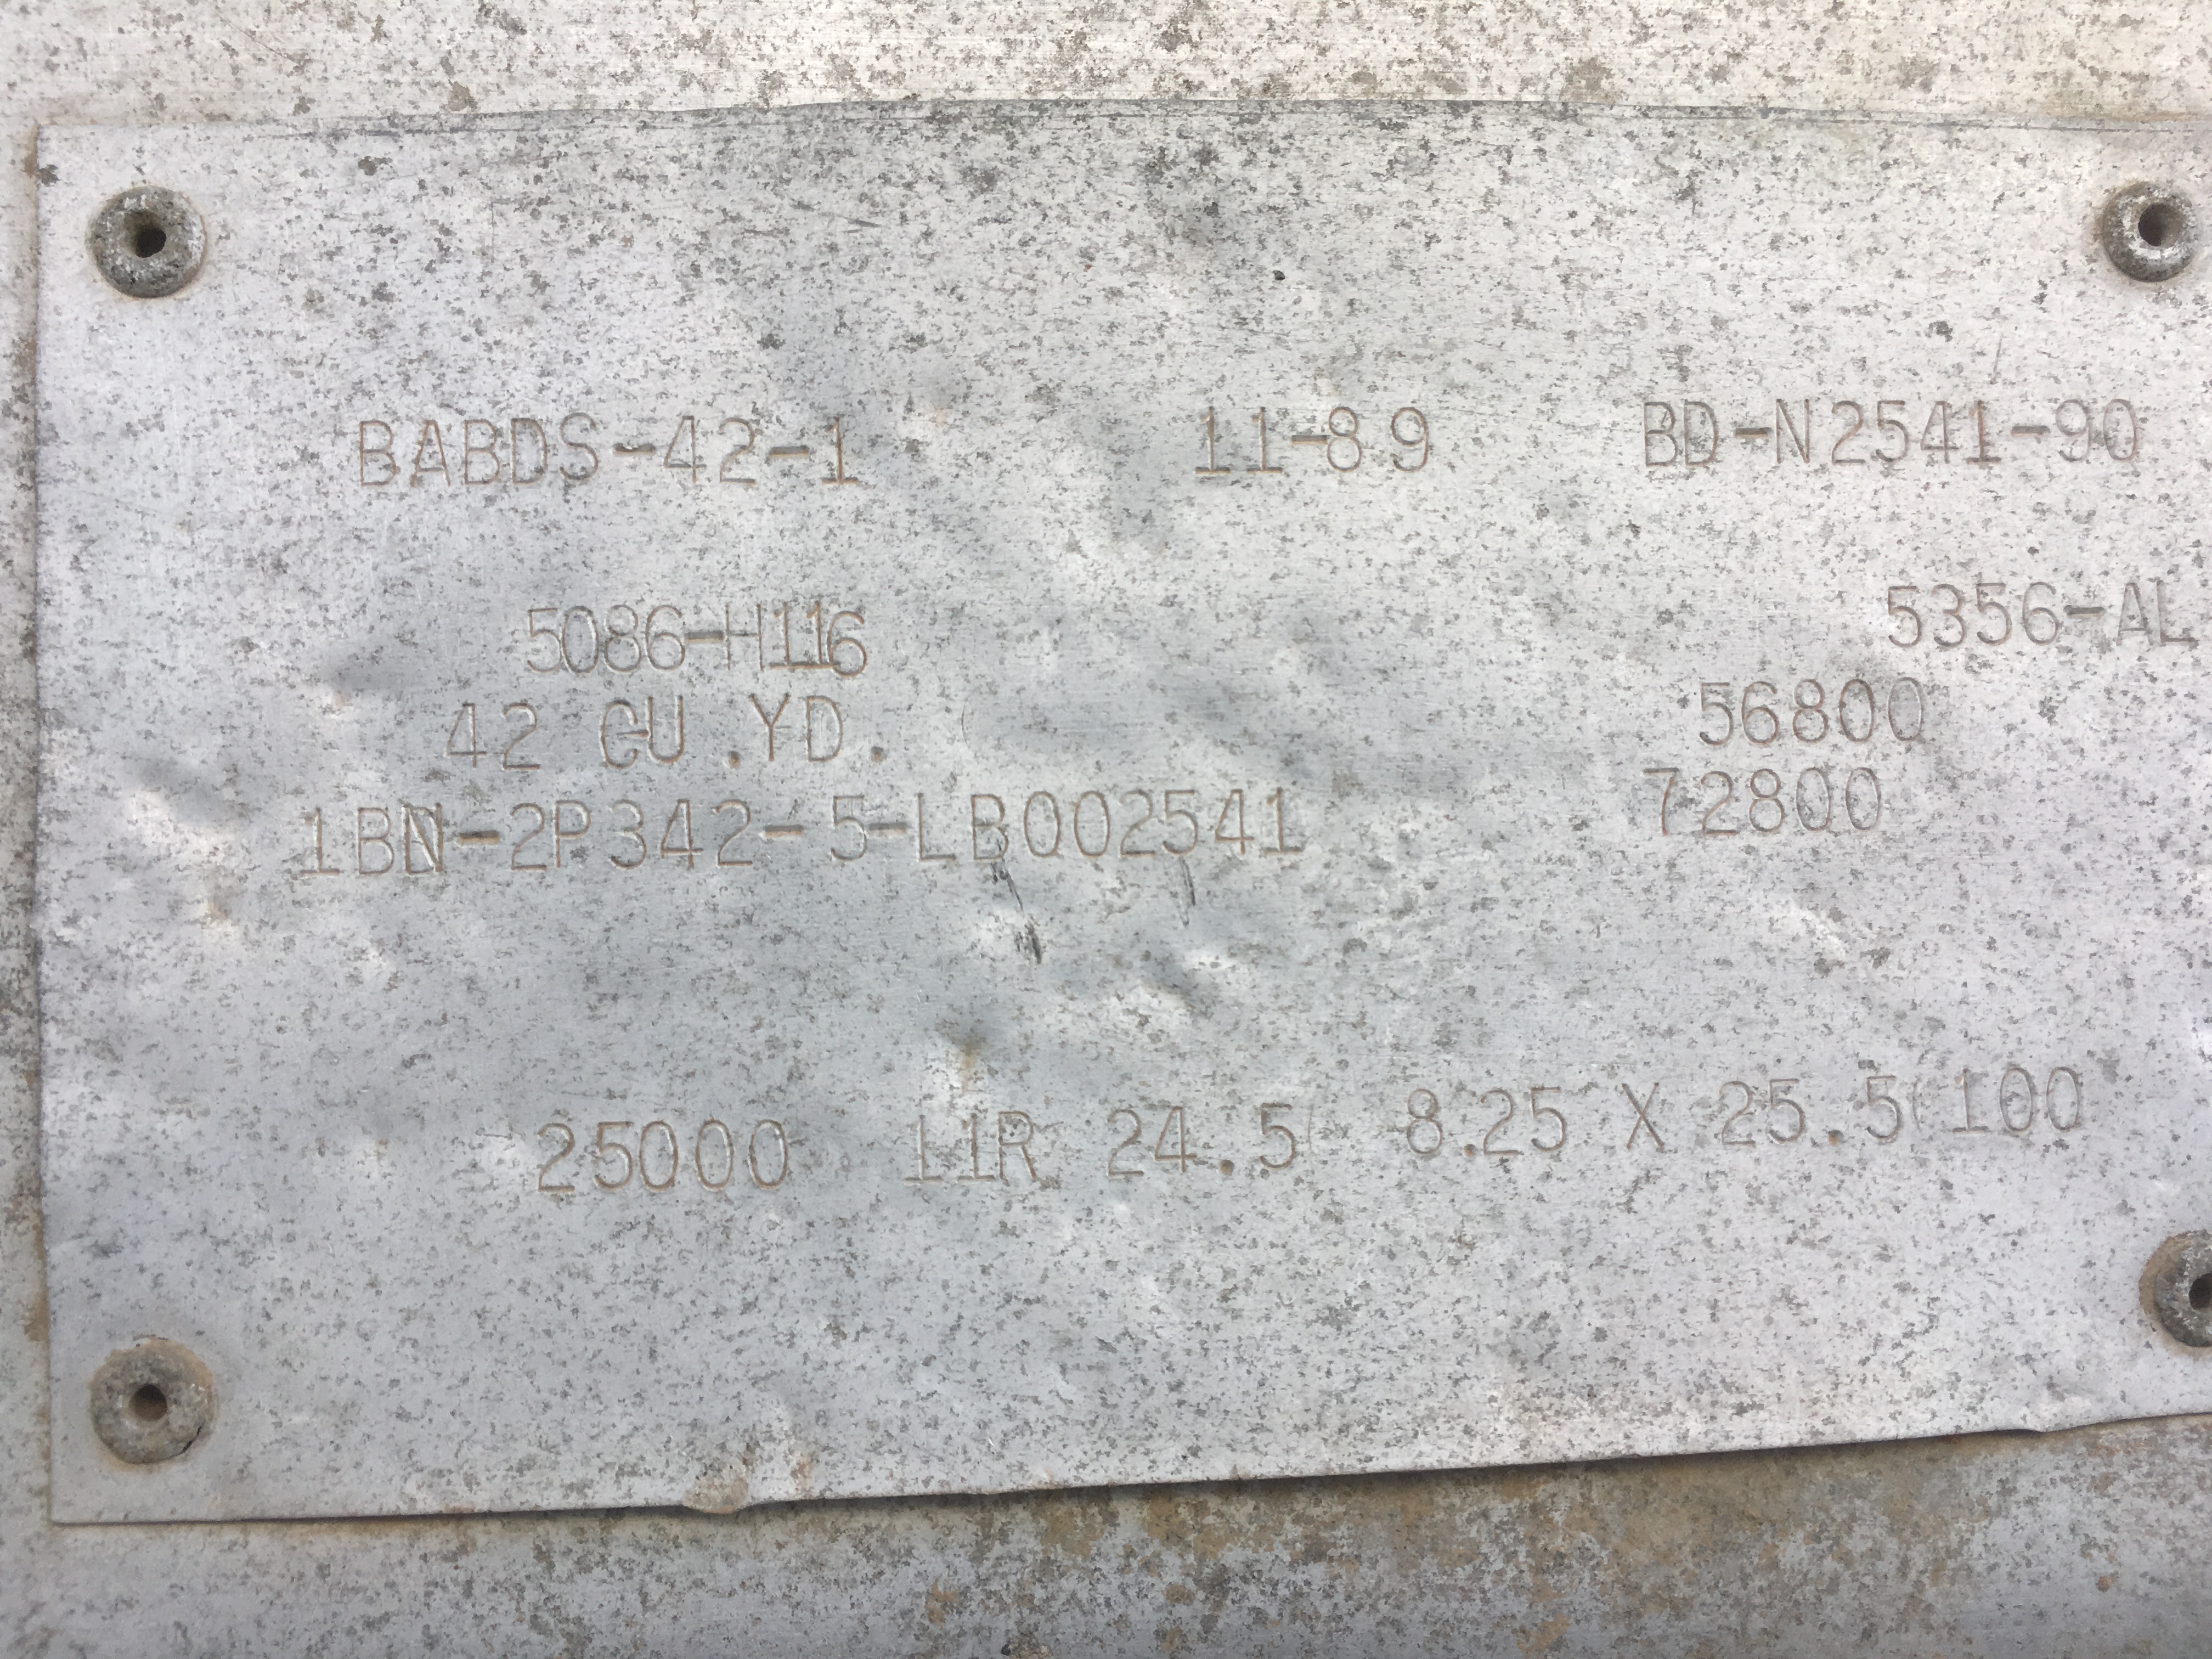 BABDS-42-1 11-89 BD-N2541-90
5086-H116 5356-AL
42 CU.YD. 56800
1BN-2P342-5-LB002541 72800
25000 11R 24.5 8.25 X 25.5 100